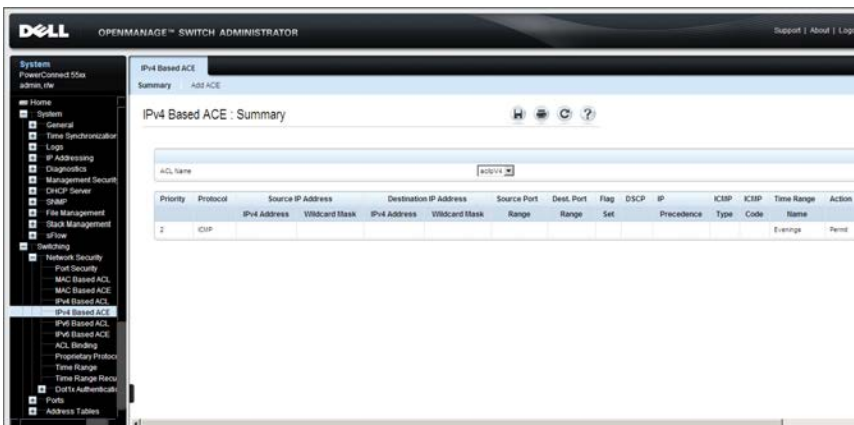 DELL OPENMANAGE™ SWITCH ADMINISTRATOR Support | About | Log
System
PowerConnect 55xx
admin, r/w
Home
System
General
Time Synchronization
Logs
IP Addressing
Diagnostics
Management Securit
DHCP Server
SNMP
File Management
Stack Management
sFlow
Switching
Network Security
Port Security
MAC Based ACL
MAC Based ACE
IPv4 Based ACL
IPv4 Based ACE
IPv6 Based ACL
IPv6 Based ACE
ACL Binding
Proprietary Protoco
Time Range
Time Range Recu
Dot1x Authenticati
Ports
Address Tables
IPv4 Based ACE
Summary Add ACE
IPv4 Based ACE : Summary
ACL Name aclipV4
Priority Protocol Source IP Address Destination IP Address Source Port Dest. Port Flag DSCP IP ICMP ICMP Time Range Action
IPv4 Address Wildcard Mask IPv4 Address Wildcard Mask Range Range Set Precedence Type Code Name
2 ICMP Evenings Permit